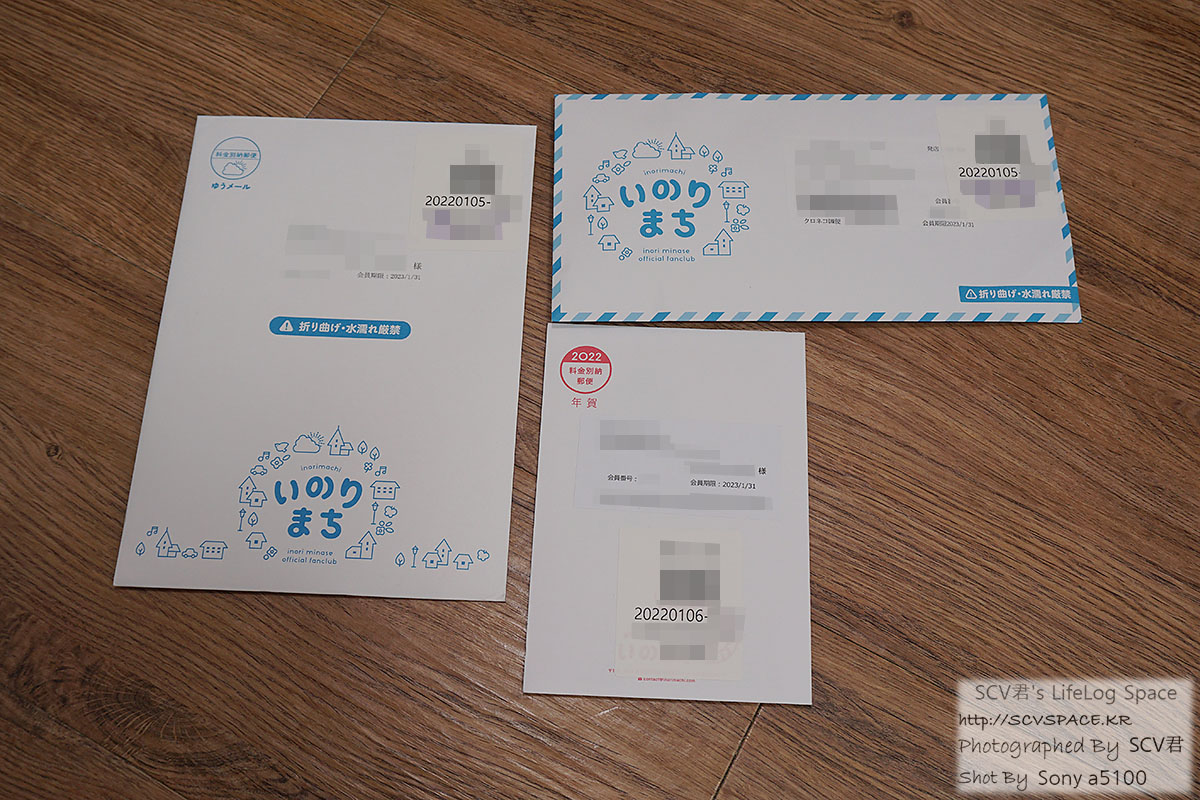 料金別納郵便
ゆうメール
20220105-
様
会員期限：2023/1/31
折り曲げ・水濡れ厳禁
inorimachi
いのり
まち
inori minase
official fanclub
inorimachi
いのり
まち
inori minase
official fanclub
発店
20220105-
クロネコDM便
会員期限2023/1/31
折り曲げ・水濡れ厳禁
2022
料金別納
郵便
年賀
様
会員番号：
会員期限：2023/1/31
20220106-
contact@inorimachi.com
SCV君's LifeLog Space
http://SCVSPACE.KR
Photographed By SCV君
Shot By Sony a5100